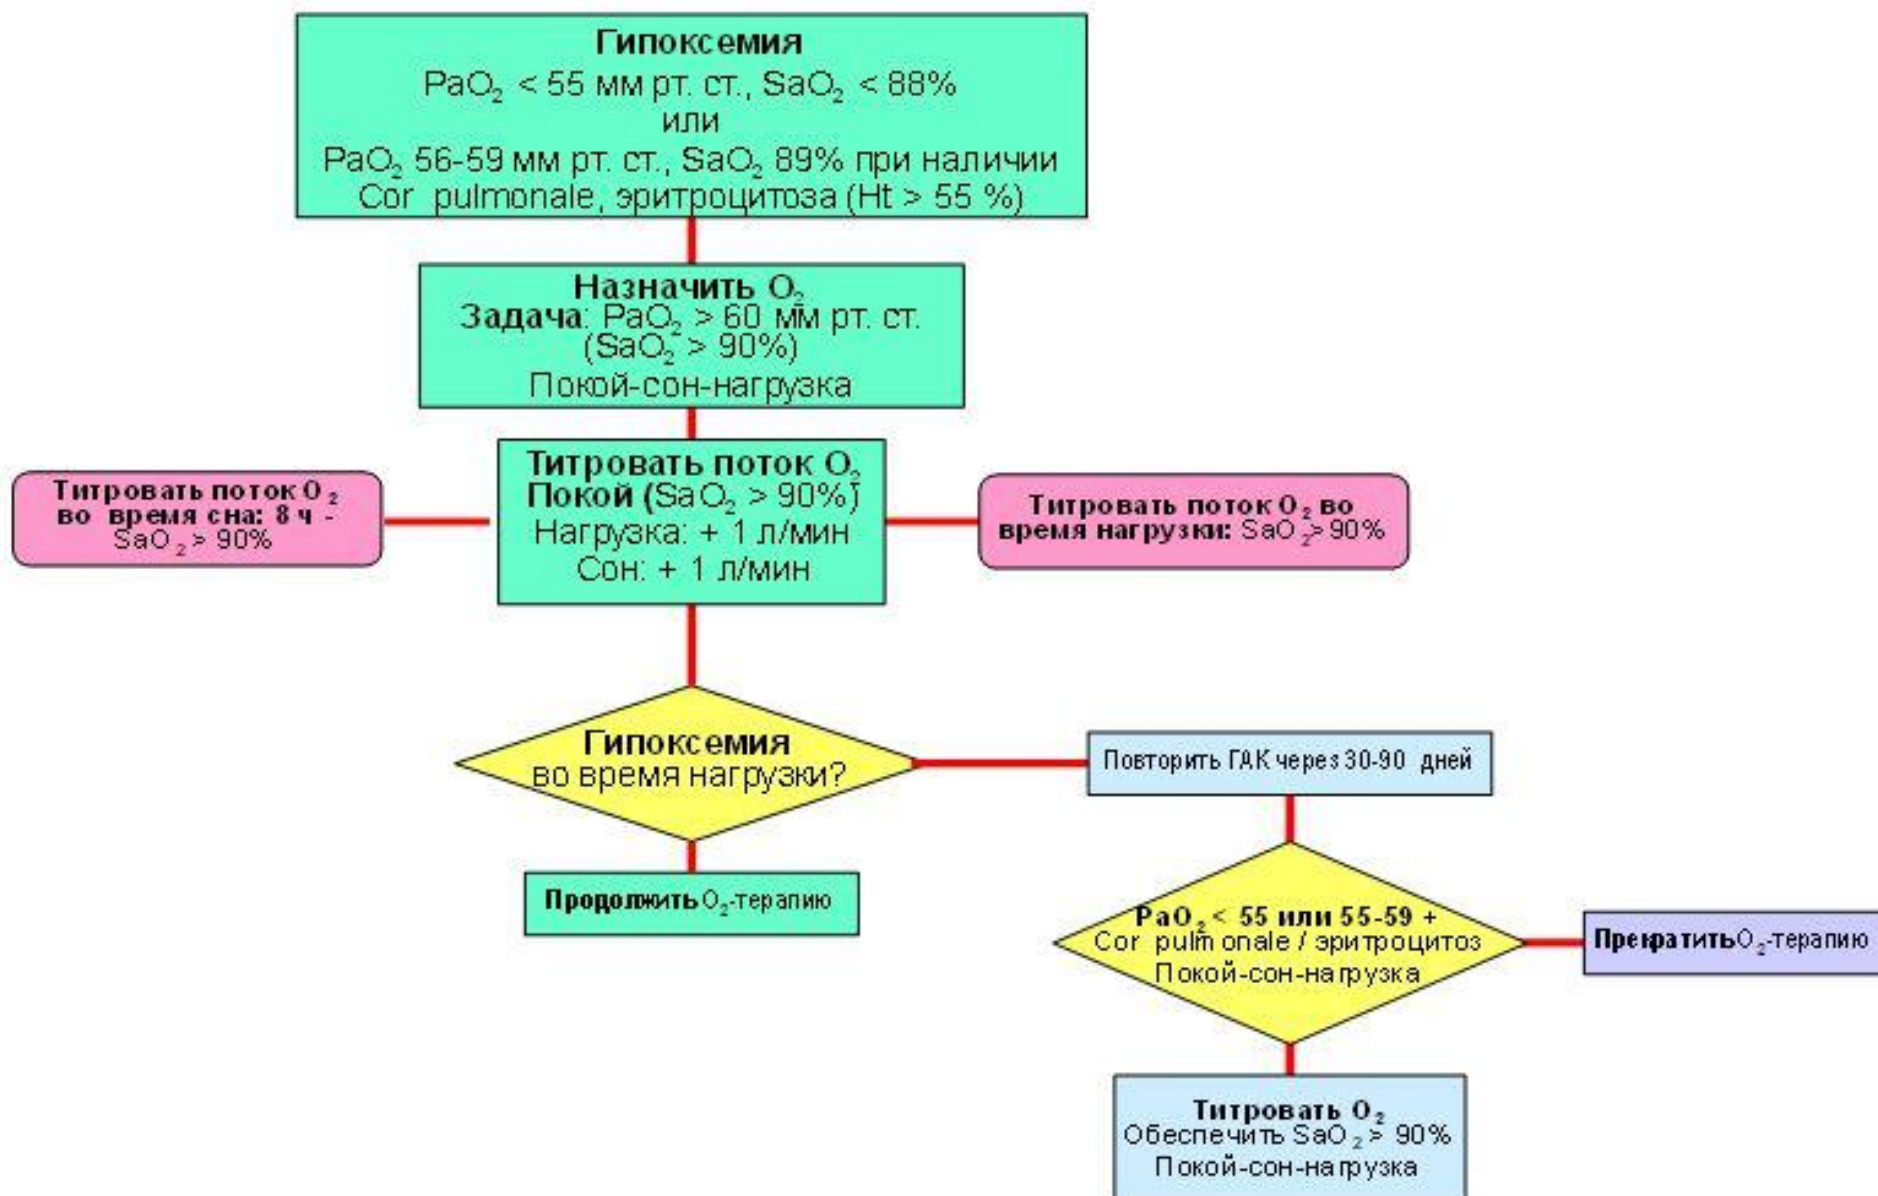 Гипоксемия
PaO₂ < 55 мм рт. ст., SaO₂ < 88%
или
PaO₂ 56-59 мм рт. ст., SaO₂ 89% при наличии
Cor pulmonale, эритроцитоза (Ht > 55 %)
Назначить O₂
Задача: PaO₂ > 60 мм рт. ст.
(SaO₂ > 90%)
Покой-сон-нагрузка
Титровать поток O₂
Покой (SaO₂ > 90%)
Нагрузка: + 1 л/мин
Сон: + 1 л/мин
Титровать поток O₂
во время сна: 8 ч -
SaO₂ > 90%
Титровать поток O₂ во
время нагрузки: SaO₂ > 90%
Гипоксемия
во время нагрузки?
Повторить ГАК через 30-90 дней
Продолжить O₂-терапию
PaO₂ < 55 или 55-59 +
Cor pulmonale / эритроцитоз
Покой-сон-нагрузка
Прекратить O₂-терапию
Титровать O₂
Обеспечить SaO₂ > 90%
Покой-сон-нагрузка